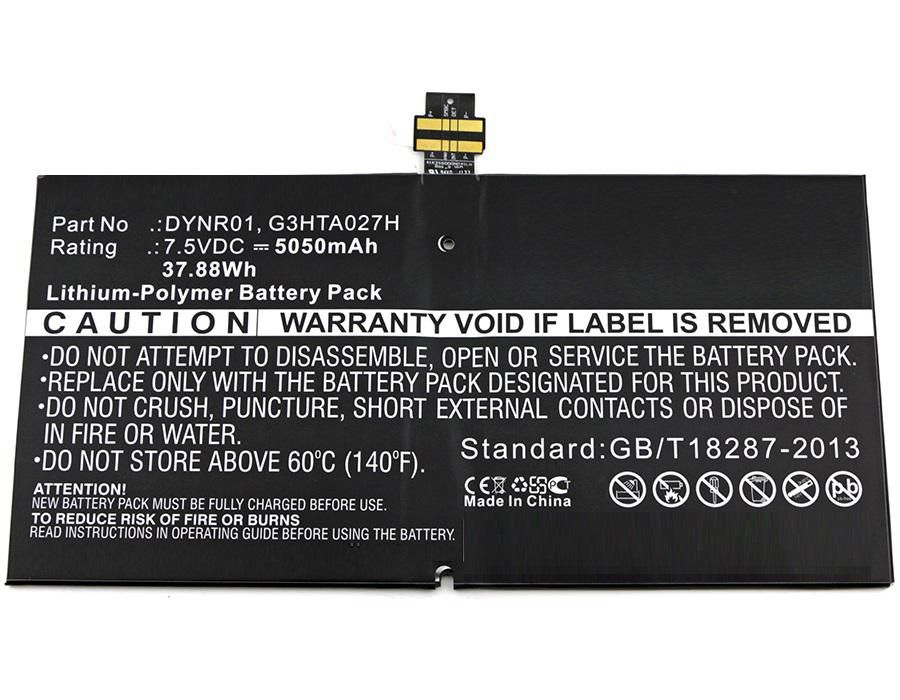 Part No .:DYNR01, G3HTA027H
Rating .:7.5VDC ⎓ 5050mAh
37.88Wh
Lithium-Polymer Battery Pack
CAUTION WARRANTY VOID IF LABEL IS REMOVED
•DO NOT ATTEMPT TO DISASSEMBLE, OPEN OR SERVICE THE BATTERY PACK.
•REPLACE ONLY WITH THE BATTERY PACK DESIGNATED FOR THIS PRODUCT.
•DO NOT CRUSH, PUNCTURE, SHORT EXTERNAL CONTACTS OR DISPOSE OF
IN FIRE OR WATER.
•DO NOT STORE ABOVE 60°C (140°F).
Standard:GB/T18287-2013
ATTENTION!
NEW BATTERY PACK MUST BE FULLY CHARGED BEFORE USE.
TO REDUCE RISK OF FIRE OR BURNS
READ INSTRUCTIONS IN OPERATING GUIDE BEFORE USING THE BATTERY.
CE
Made In China
Pb